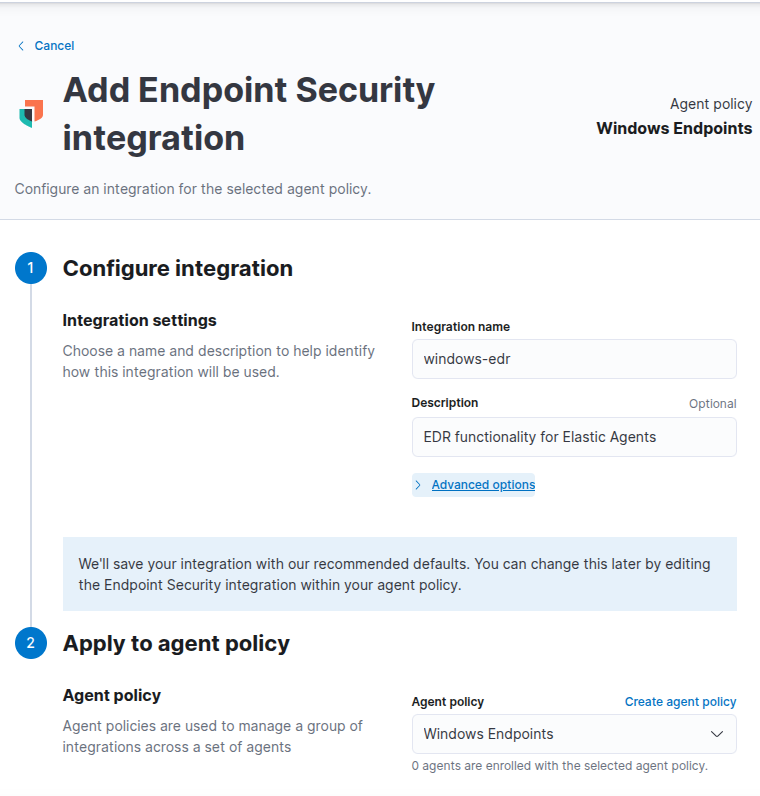 Cancel
Add Endpoint Security
integration
Agent policy
Windows Endpoints
Configure an integration for the selected agent policy.
1
Configure integration
Integration settings
Choose a name and description to help identify
how this integration will be used.
Integration name
windows-edr
Description
Optional
EDR functionality for Elastic Agents
Advanced options
We'll save your integration with our recommended defaults. You can change this later by editing
the Endpoint Security integration within your agent policy.
2
Apply to agent policy
Agent policy
Agent policies are used to manage a group of
integrations across a set of agents
Agent policy
Create agent policy
Windows Endpoints
0 agents are enrolled with the selected agent policy.